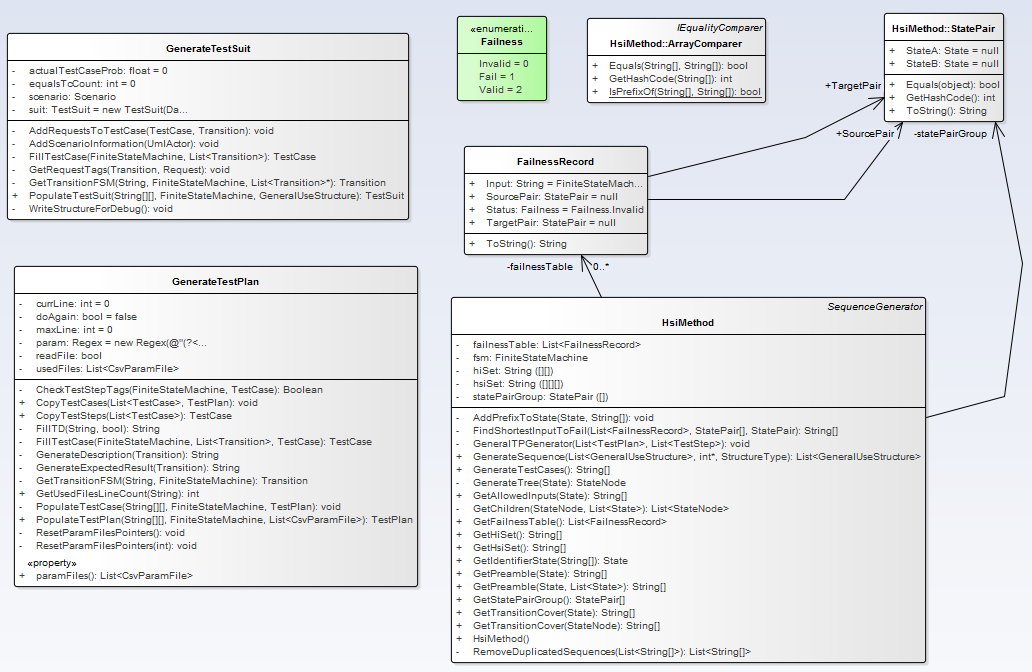 GenerateTestSuit
- actualTestCaseProb: float = 0
- equalsTcCount: int = 0
- scenario: Scenario
- suit: TestSuit = new TestSuit(Da...
- AddRequestsToTestCase(TestCase, Transition): void
- AddScenarioInformation(UmlActor): void
- FillTestCase(FiniteStateMachine, List<Transition>): TestCase
- GetRequestTags(Transition, Request): void
- GetTransitionFSM(String, FiniteStateMachine, List<Transition>*): Transition
+ PopulateTestSuit(String[][], FiniteStateMachine, GeneralUseStructure): TestSuit
- WriteStructureForDebug(): void
«enumerati...
Failness
Invalid = 0
Fail = 1
Valid = 2
IEqualityComparer
HsiMethod::ArrayComparer
+ Equals(String[], String[]): bool
+ GetHashCode(String[]): int
+ IsPrefixOf(String[], String[]): bool
HsiMethod::StatePair
+ StateA: State = null
+ StateB: State = null
+ Equals(object): bool
+ GetHashCode(): int
+ ToString(): String
+TargetPair
+SourcePair
-statePairGroup
FailnessRecord
+ Input: String = FiniteStateMach...
+ SourcePair: StatePair = null
+ Status: Failness = Failness.Invalid
+ TargetPair: StatePair = null
+ ToString(): String
-failnessTable
0..*
GenerateTestPlan
- currLine: int = 0
- doAgain: bool = false
- maxLine: int = 0
- param: Regex = new Regex(@"(?<...
- readFile: bool
- usedFiles: List<CsvParamFile>
- CheckTestStepTags(FiniteStateMachine, TestCase): Boolean
+ CopyTestCases(List<TestCase>, TestPlan): void
+ CopyTestSteps(List<TestCase>): TestCase
- FillTD(String, bool): String
- FillTestCase(FiniteStateMachine, List<Transition>, TestCase): TestCase
- GenerateDescription(Transition): String
- GenerateExpectedResult(Transition): String
- GetTransitionFSM(String, FiniteStateMachine): Transition
+ GetUsedFilesLineCount(String): int
- PopulateTestCase(String[][], FiniteStateMachine, TestPlan): void
+ PopulateTestPlan(String[][], FiniteStateMachine, List<CsvParamFile>): TestPlan
- ResetParamFilesPointers(): void
- ResetParamFilesPointers(int): void
«property»
+ paramFiles(): List<CsvParamFile>
SequenceGenerator
HsiMethod
- failnessTable: List<FailnessRecord>
- fsm: FiniteStateMachine
- hiSet: String ([][])
- hsiSet: String ([][][])
- statePairGroup: StatePair ([])
- AddPrefixToState(State, String[]): void
- FindShortestInputToFail(List<FailnessRecord>, StatePair[], StatePair): String[]
- GeneralTPGenerator(List<TestPlan>, List<TestStep>): void
+ GenerateSequence(List<GeneralUseStructure>, int*, StructureType): List<GeneralUseStructure>
+ GenerateTestCases(): String[]
- GenerateTree(State): StateNode
+ GetAllowedInputs(State): String[]
- GetChildren(StateNode, List<State>): List<StateNode>
+ GetFailnessTable(): List<FailnessRecord>
+ GetHiSet(): String[]
+ GetHsiSet(): String[]
+ GetIdentifierState(String[]): State
+ GetPreamble(State): String[]
+ GetPreamble(State, List<State>): String[]
+ GetStatePairGroup(): StatePair[]
+ GetTransitionCover(State): String[]
+ GetTransitionCover(StateNode): String[]
+ HsiMethod()
- RemoveDuplicatedSequences(List<String[]>): List<String[]>